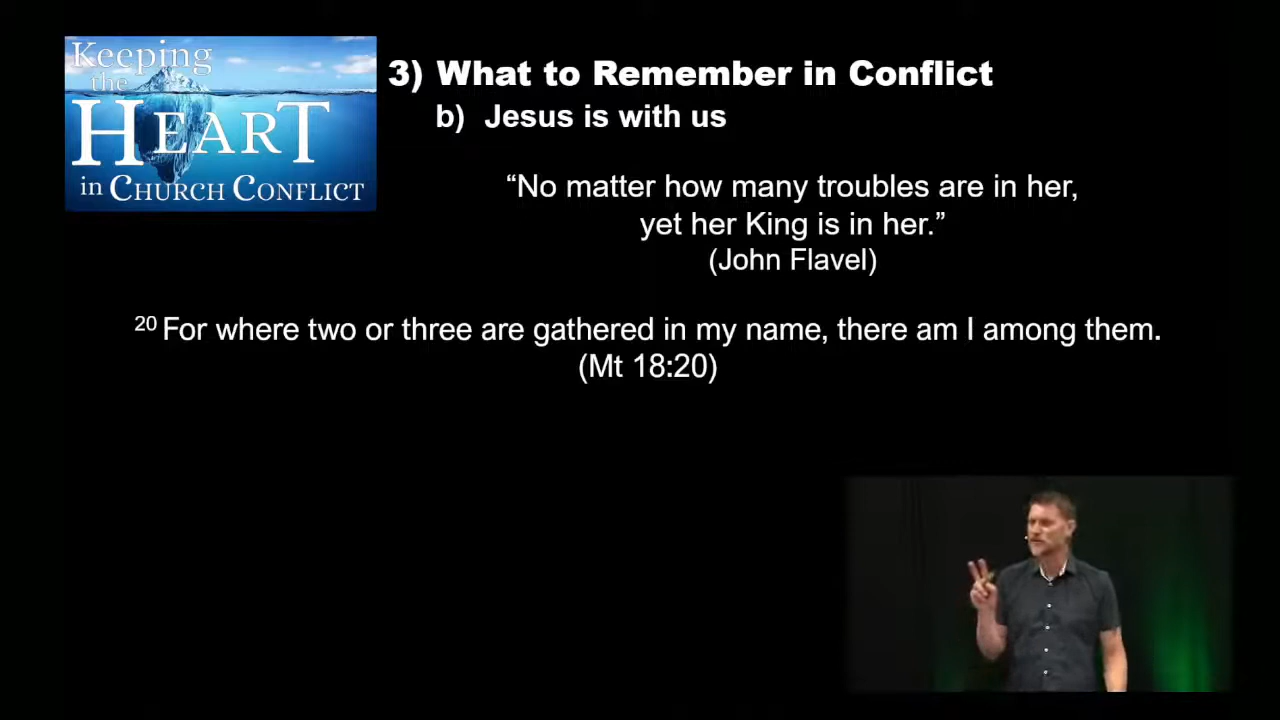 Keeping
the
HEART
in CHURCH CONFLICT
3) What to Remember in Conflict
b) Jesus is with us
“No matter how many troubles are in her,
yet her King is in her.”
(John Flavel)
20 For where two or three are gathered in my name, there am I among them.
(Mt 18:20)